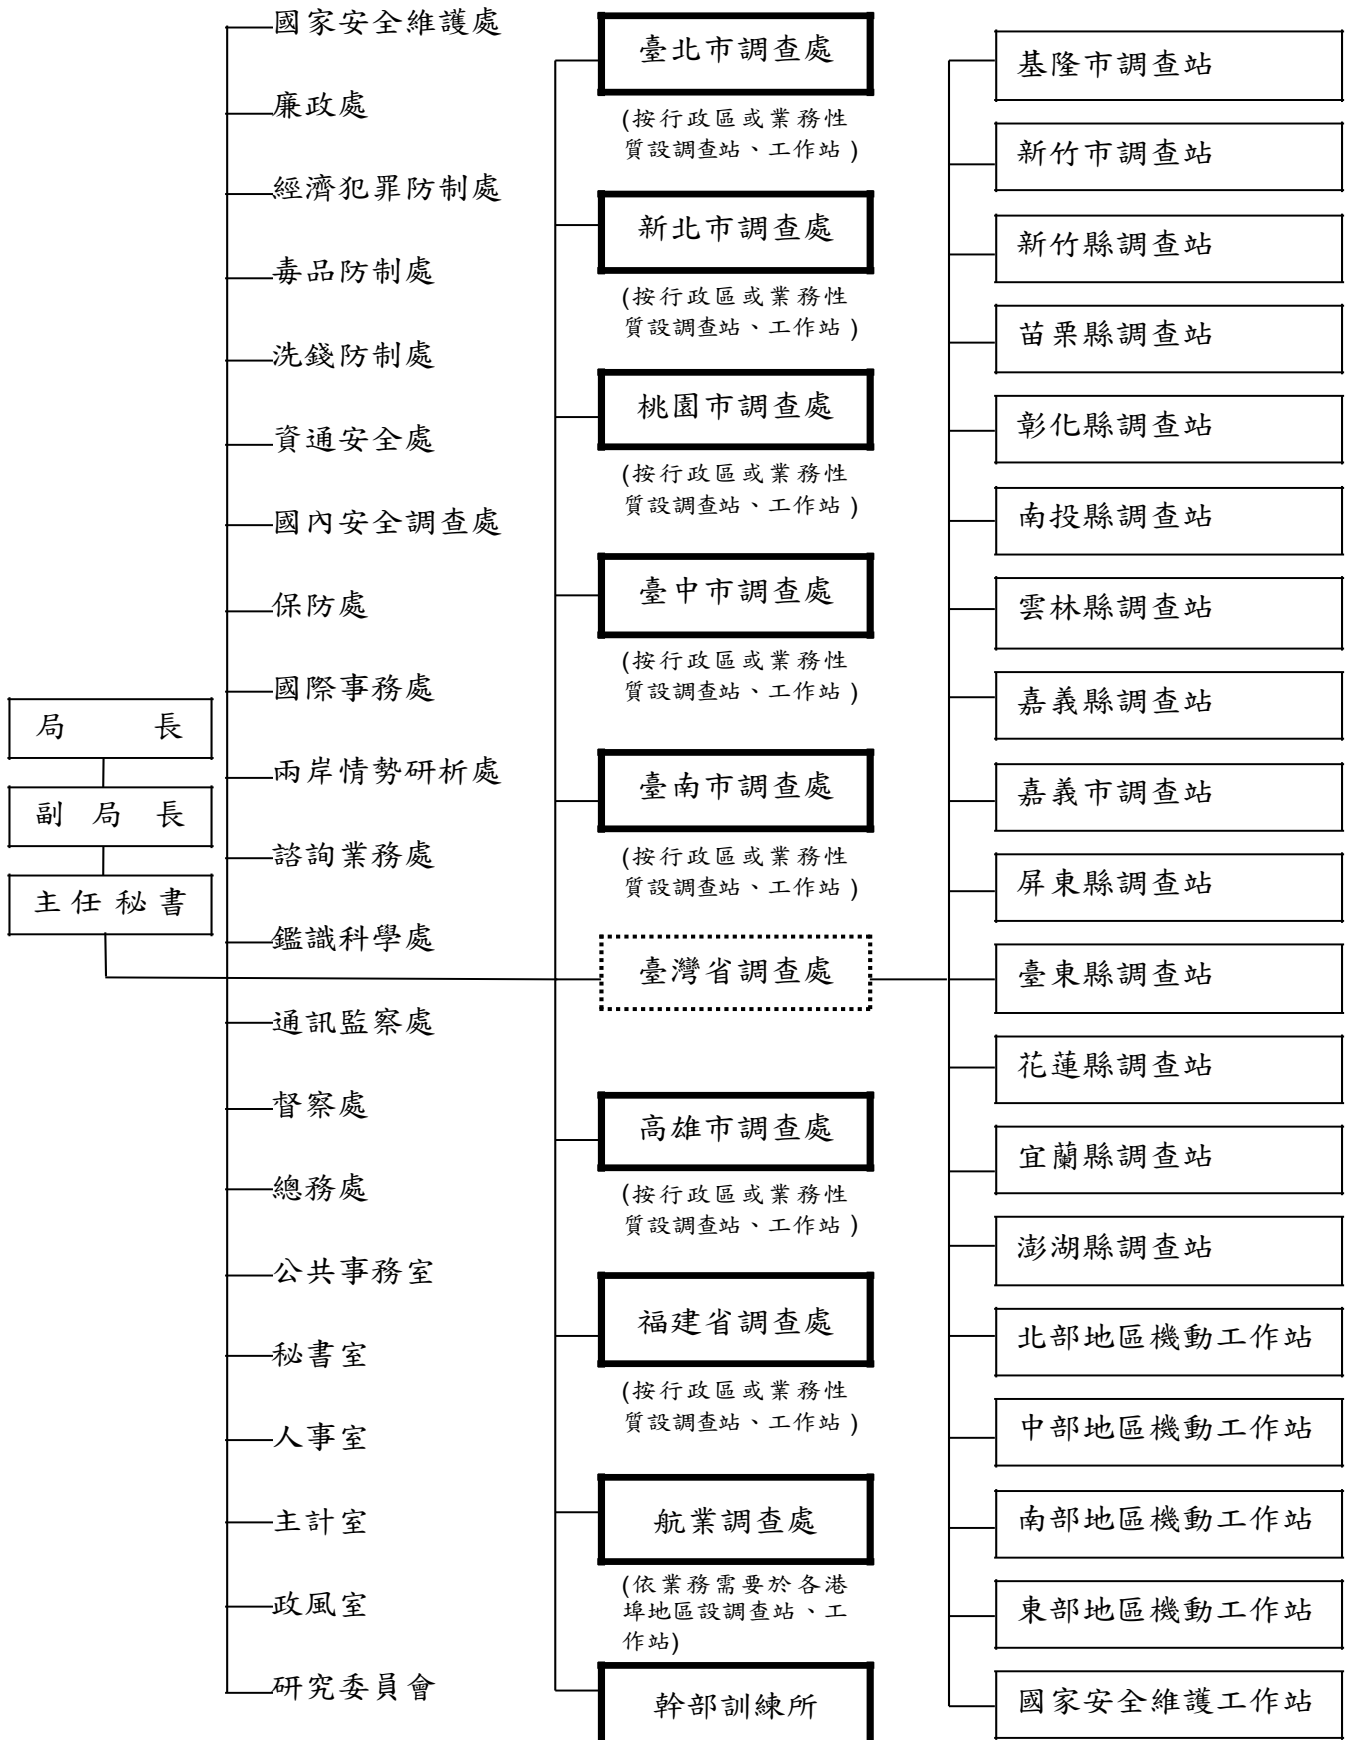 局長
副局長
主任秘書
國家安全維護處
廉政處
經濟犯罪防制處
毒品防制處
洗錢防制處
資通安全處
國內安全調查處
保防處
國際事務處
兩岸情勢研析處
諮詢業務處
鑑識科學處
通訊監察處
督察處
總務處
公共事務室
秘書室
人事室
主計室
政風室
研究委員會
臺北市調查處
(按行政區或業務性
質設調查站、工作站)
新北市調查處
(按行政區或業務性
質設調查站、工作站)
桃園市調查處
(按行政區或業務性
質設調查站、工作站)
臺中市調查處
(按行政區或業務性
質設調查站、工作站)
臺南市調查處
(按行政區或業務性
質設調查站、工作站)
臺灣省調查處
高雄市調查處
(按行政區或業務性
質設調查站、工作站)
福建省調查處
(按行政區或業務性
質設調查站、工作站)
航業調查處
(依業務需要於各港
埠地區設調查站、工
作站)
幹部訓練所
基隆市調查站
新竹市調查站
新竹縣調查站
苗栗縣調查站
彰化縣調查站
南投縣調查站
雲林縣調查站
嘉義縣調查站
嘉義市調查站
屏東縣調查站
臺東縣調查站
花蓮縣調查站
宜蘭縣調查站
澎湖縣調查站
北部地區機動工作站
中部地區機動工作站
南部地區機動工作站
東部地區機動工作站
國家安全維護工作站